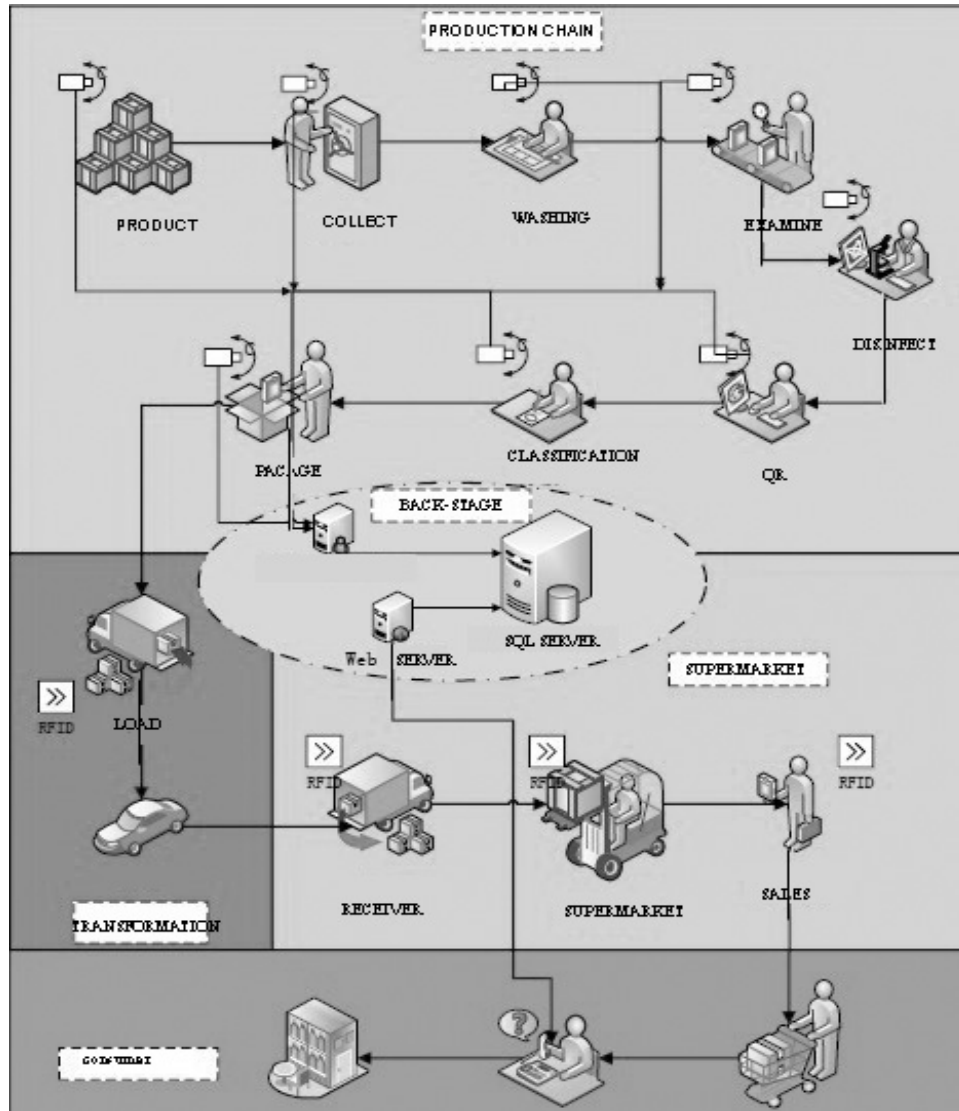 PRODUCTION CHAIN
PRODUCT
COLLECT
WASHING
EXAMINE
DISINFECT
PACAGE
CLASSIFICATION
QR
BACK-STAGE
SQL SERVER
Web SERVER
SUPERMARKET
RFID
LOAD
RFID
RFID
RFID
RECEIVER
SUPERMARKET
SALES
TRANSFORMATION
?
CONSUMER